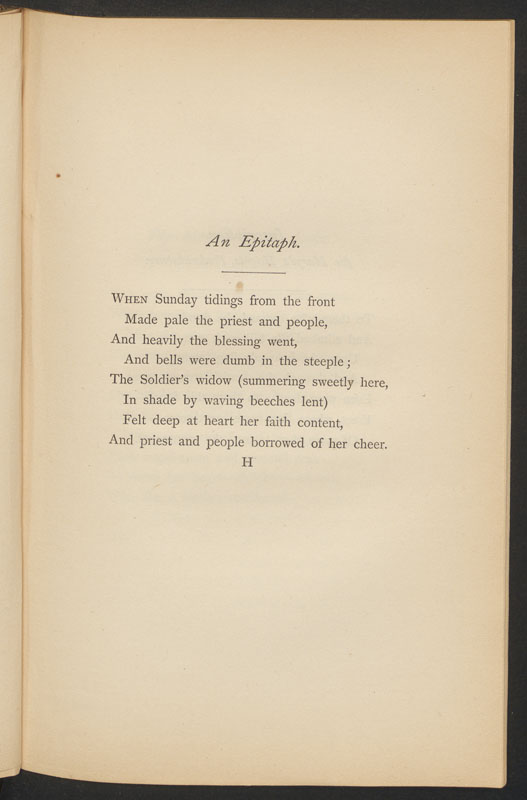 An Epitaph.
WHEN Sunday tidings from the front
Made pale the priest and people,
And heavily the blessing went,
And bells were dumb in the steeple;
The Soldier's widow (summering sweetly here,
In shade by waving beeches lent)
Felt deep at heart her faith content,
And priest and people borrowed of her cheer.
H